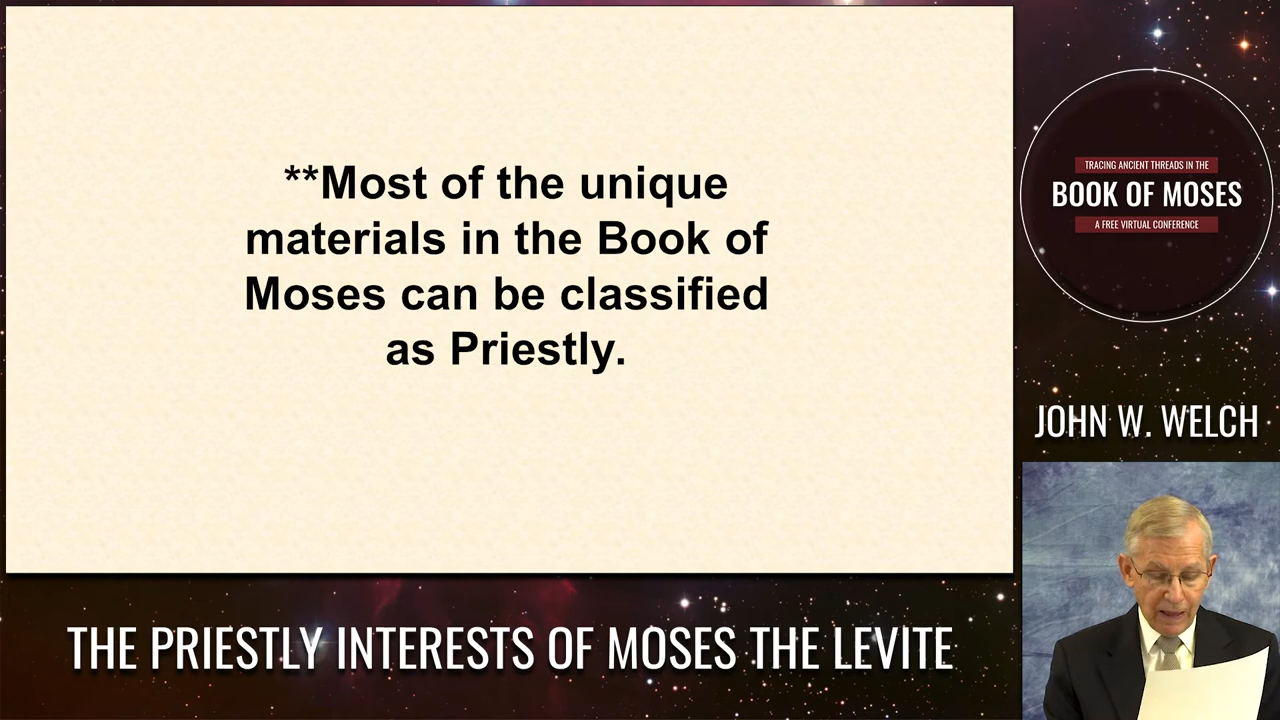 **Most of the unique
materials in the Book of
Moses can be classified
as Priestly.
TRACING ANCIENT THREADS IN THE
BOOK OF MOSES
A FREE VIRTUAL CONFERENCE
JOHN W. WELCH
THE PRIESTLY INTERESTS OF MOSES THE LEVITE